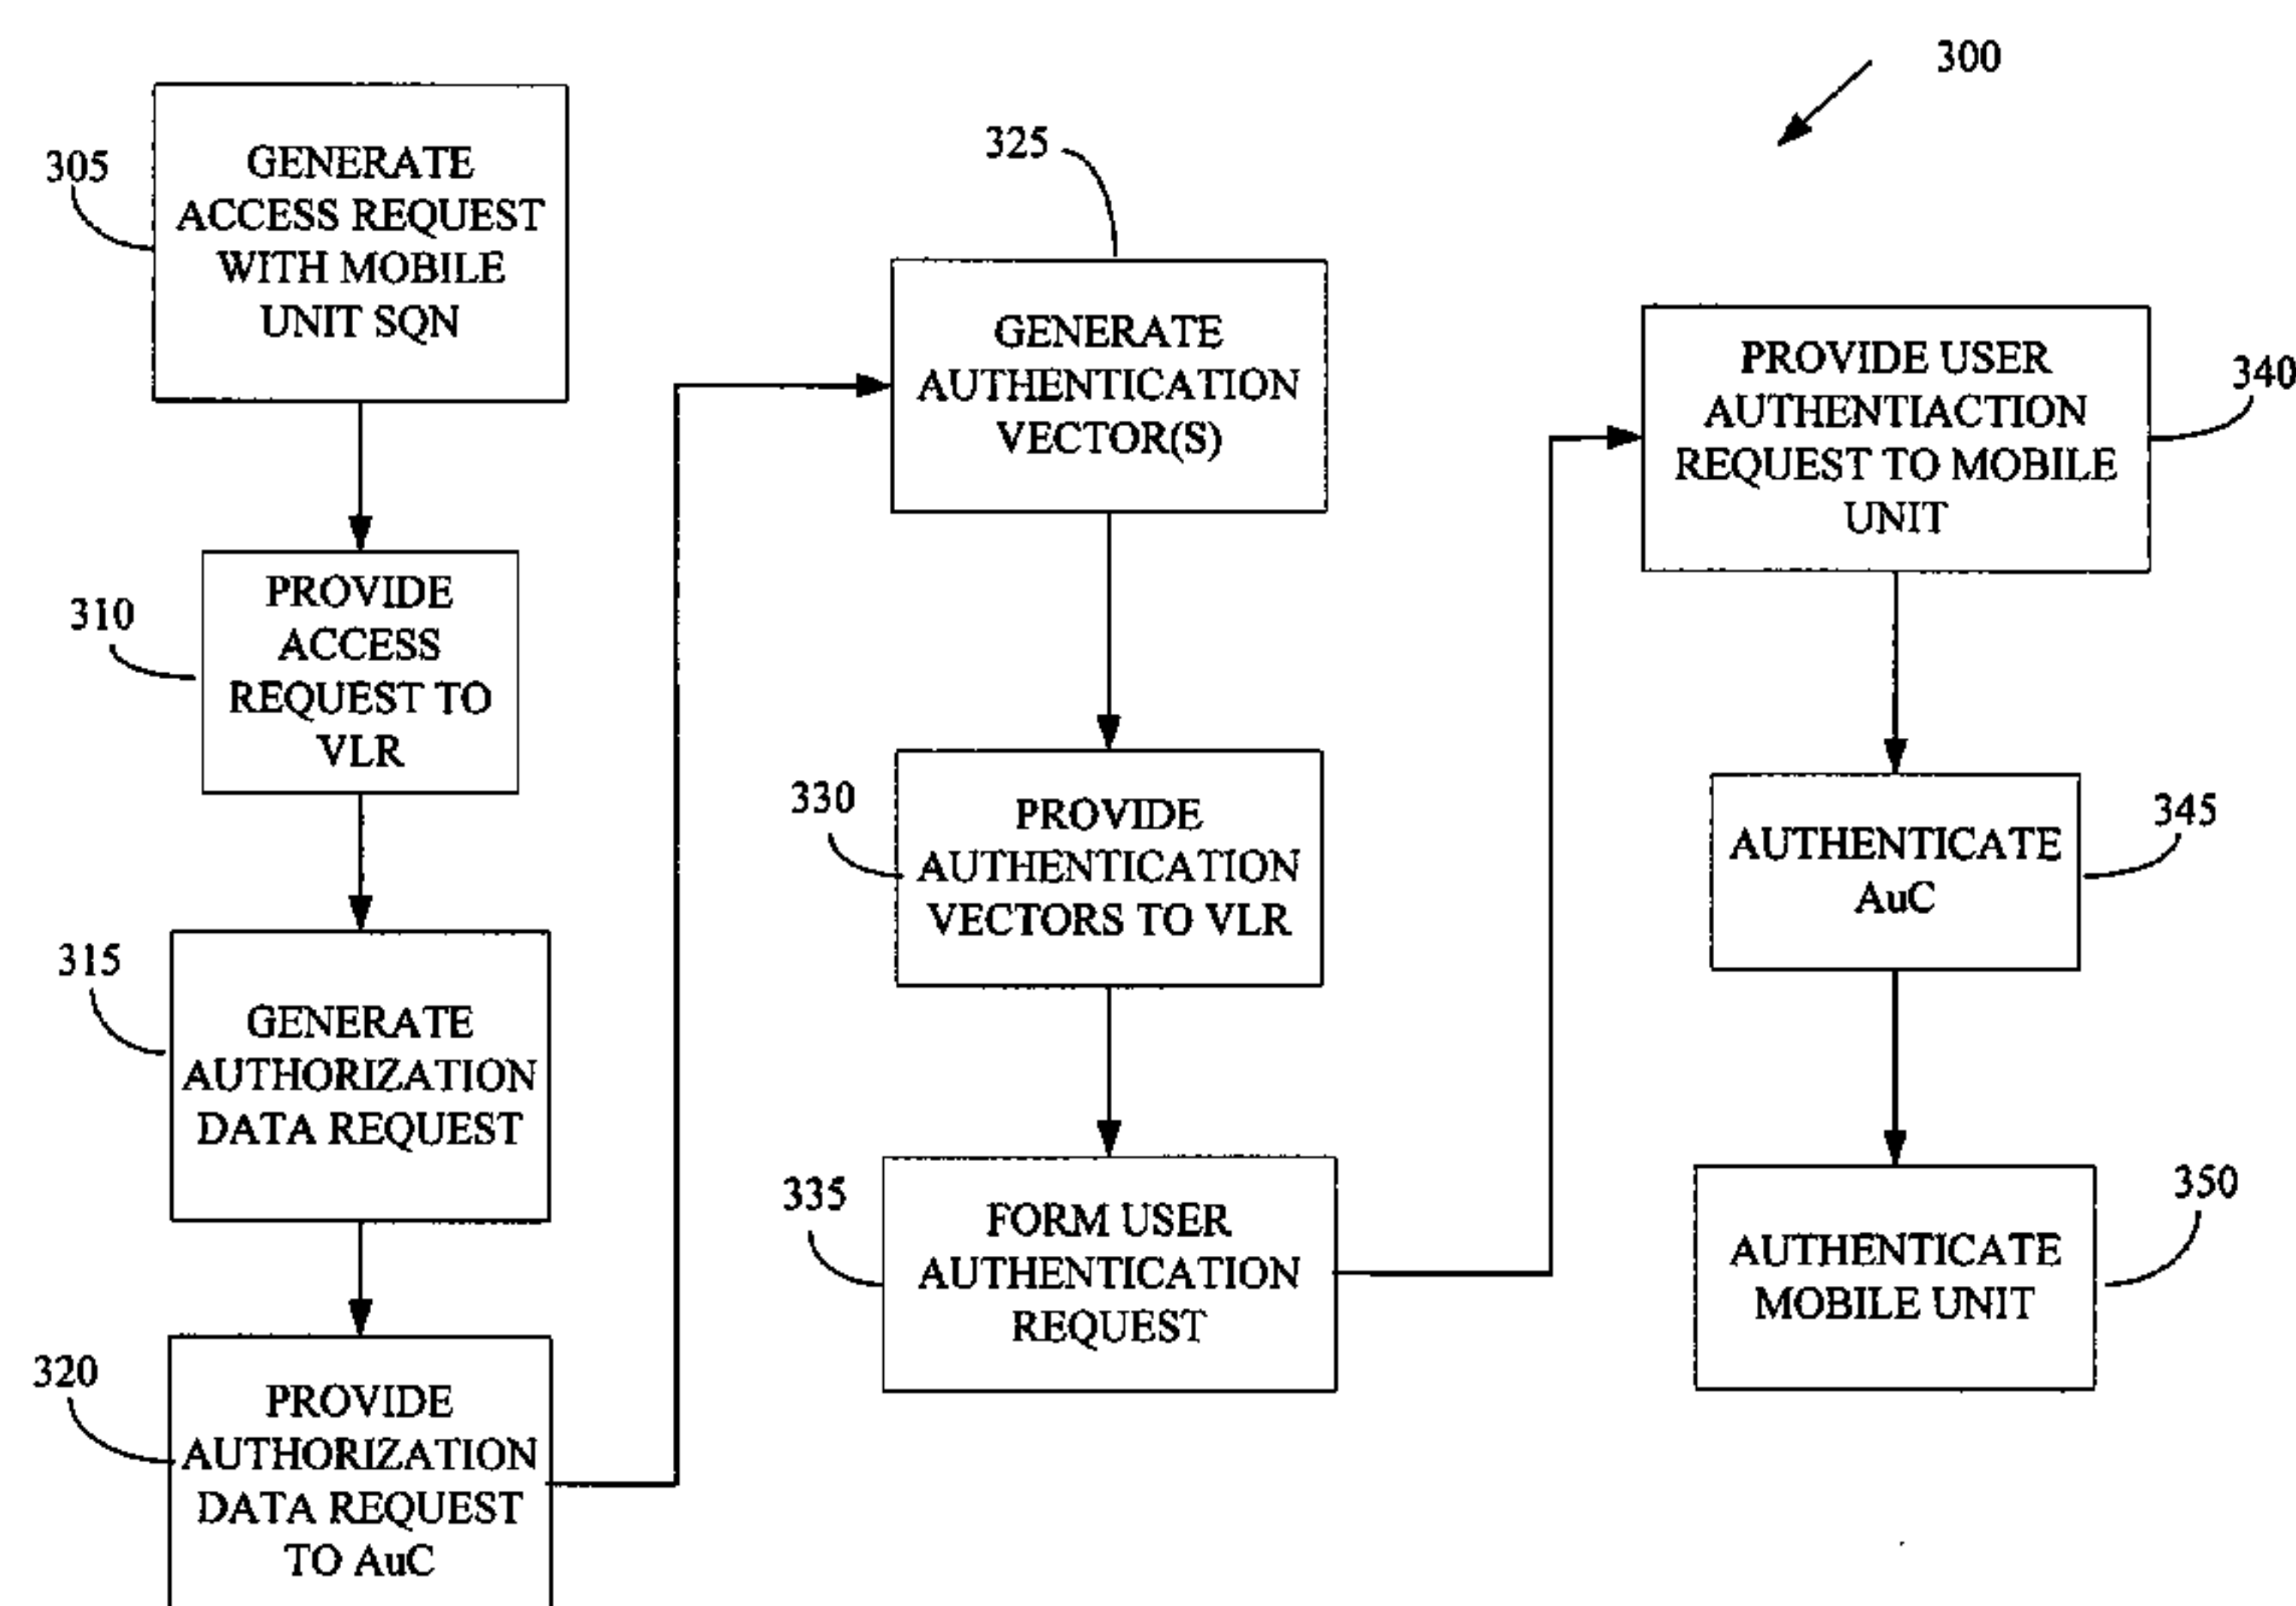 300
305
GENERATE
ACCESS REQUEST
WITH MOBILE
UNIT SQN
310
PROVIDE
ACCESS
REQUEST TO
VLR
315
GENERATE
AUTHORIZATION
DATA REQUEST
320
PROVIDE
AUTHORIZATION
DATA REQUEST
TO AuC
325
GENERATE
AUTHENTICATION
VECTOR(S)
330
PROVIDE
AUTHENTICATION
VECTORS TO VLR
335
FORM USER
AUTHENTICATION
REQUEST
340
PROVIDE USER
AUTHENTIACTION
REQUEST TO MOBILE
UNIT
345
AUTHENTICATE
AuC
350
AUTHENTICATE
MOBILE UNIT